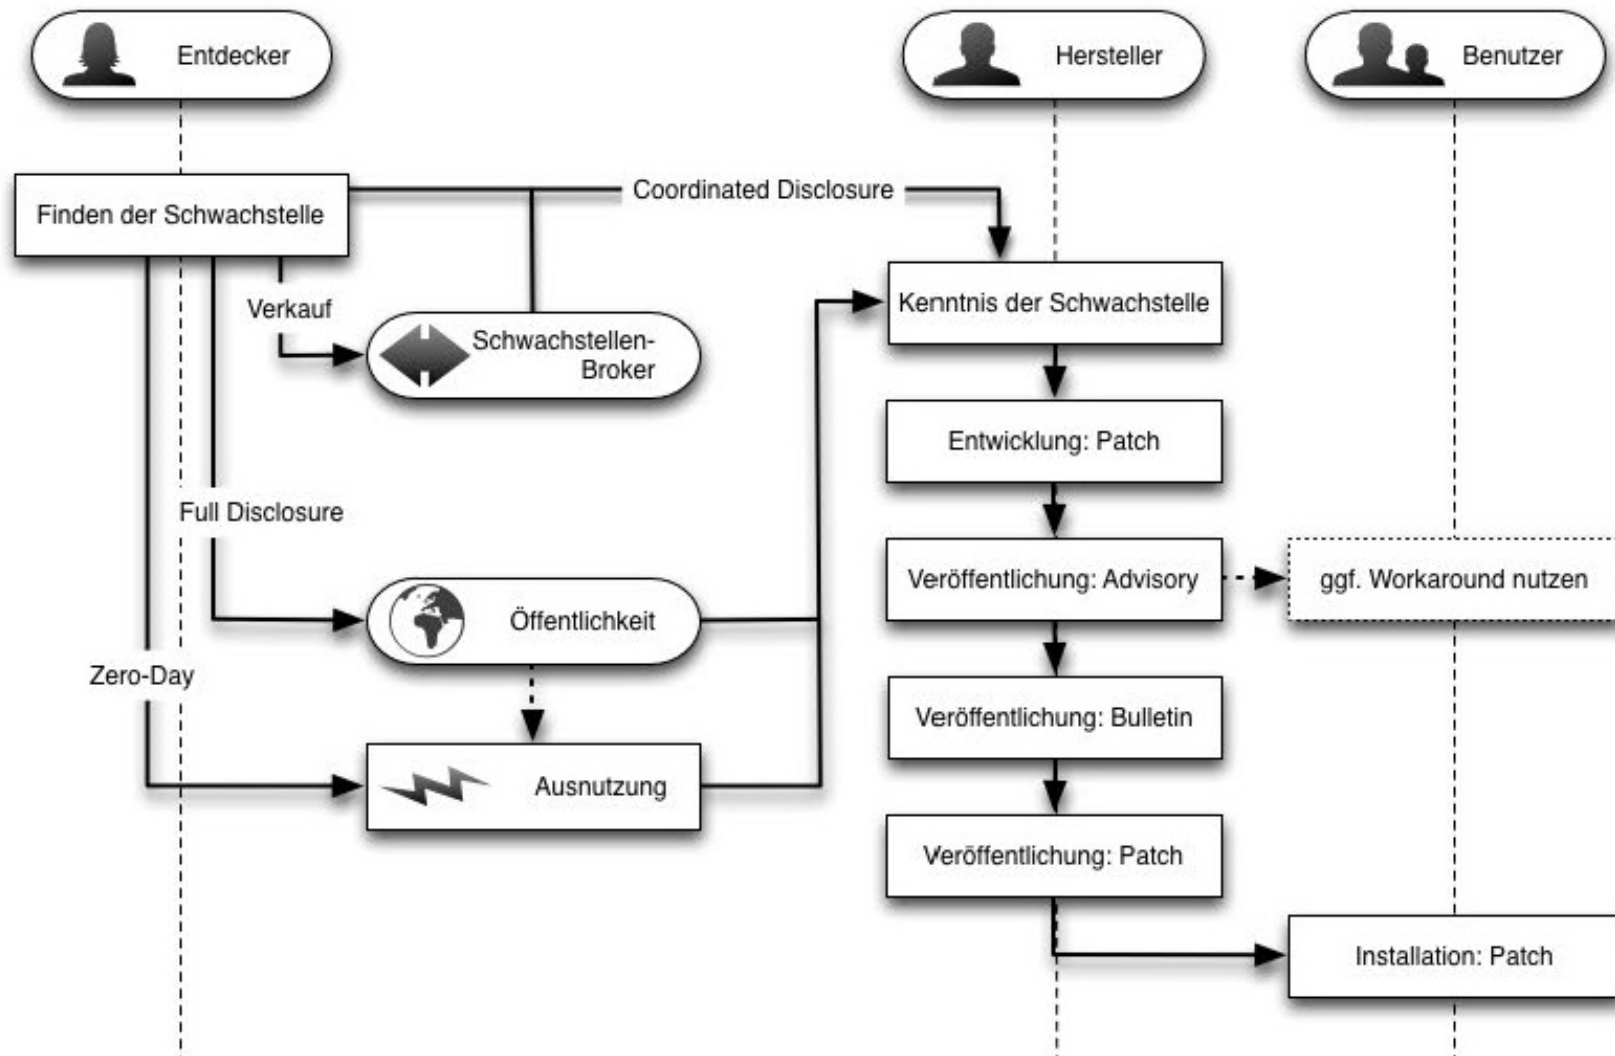 Entdecker
Hersteller
Benutzer
Finden der Schwachstelle
Coordinated Disclosure
Verkauf
Kenntnis der Schwachstelle
Schwachstellen-
Broker
Entwicklung: Patch
Full Disclosure
Veröffentlichung: Advisory
ggf. Workaround nutzen
Öffentlichkeit
Zero-Day
Veröffentlichung: Bulletin
Ausnutzung
Veröffentlichung: Patch
Installation: Patch